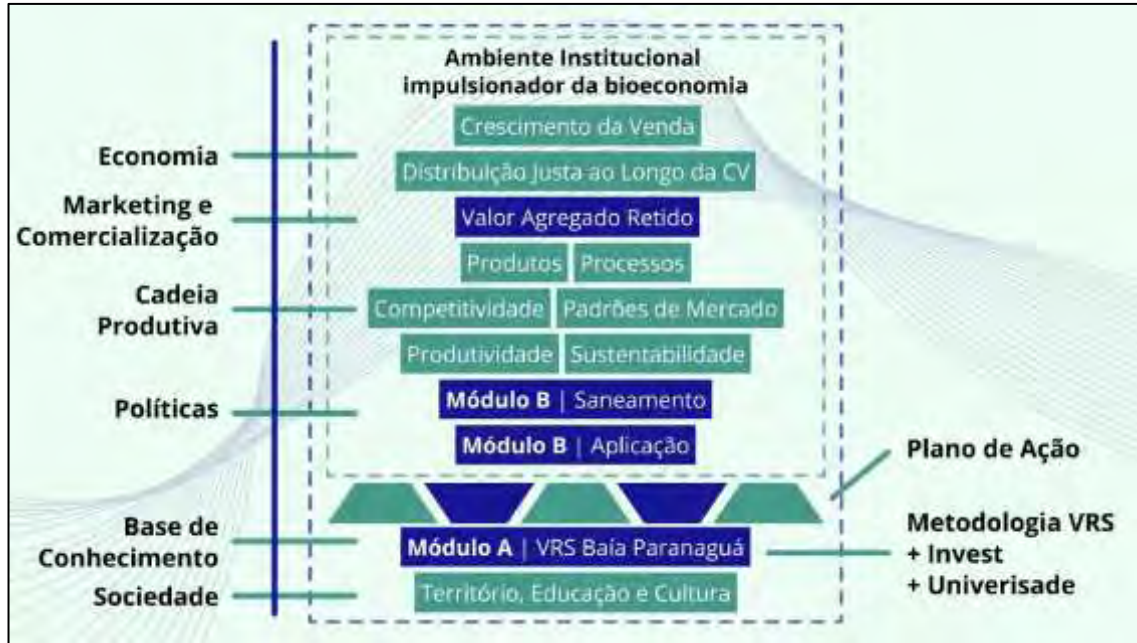 Ambiente Institucional
impulsionador da bioeconomia
Crescimento da Venda
Economia
Distribuição Justa ao Longo da CV
Marketing e
Comercialização
Valor Agregado Retido
Produtos Processos
Cadeia
Produtiva
Competitividade Padrões de Mercado
Produtividade Sustentabilidade
Políticas
Módulo B | Saneamento
Módulo B | Aplicação
Plano de Ação
Base de
Conhecimento
Módulo A | VRS Baía Paranaguá
Metodologia VRS
+ Invest
+ Univerisade
Sociedade
Território, Educação e Cultura